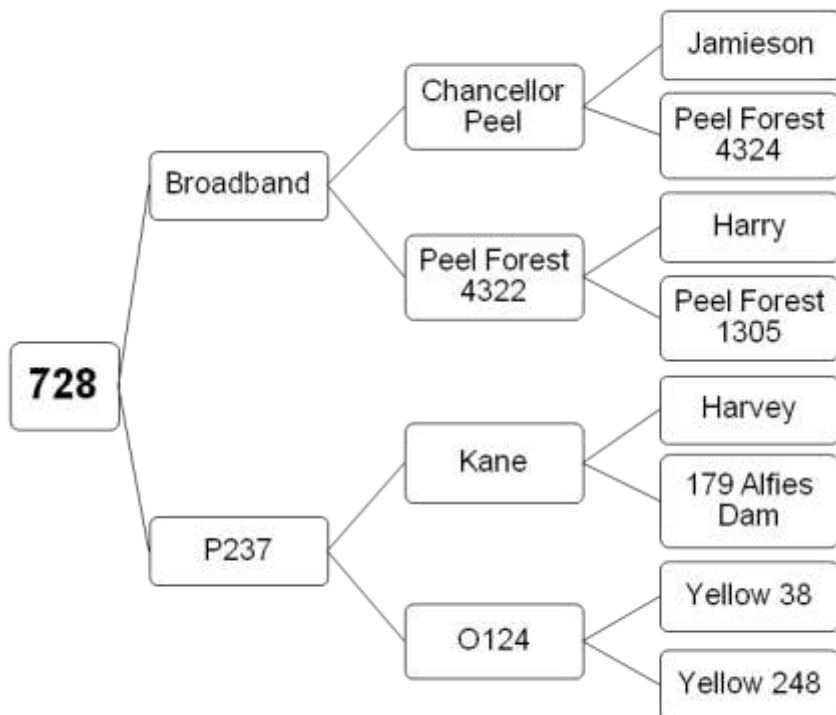 Jamieson
Chancellor
Peel
Peel Forest
4324
Broadband
Harry
Peel Forest
4322
Peel Forest
1305
728
Harvey
Kane
179 Alfies
Dam
P237
Yellow 38
O124
Yellow 248